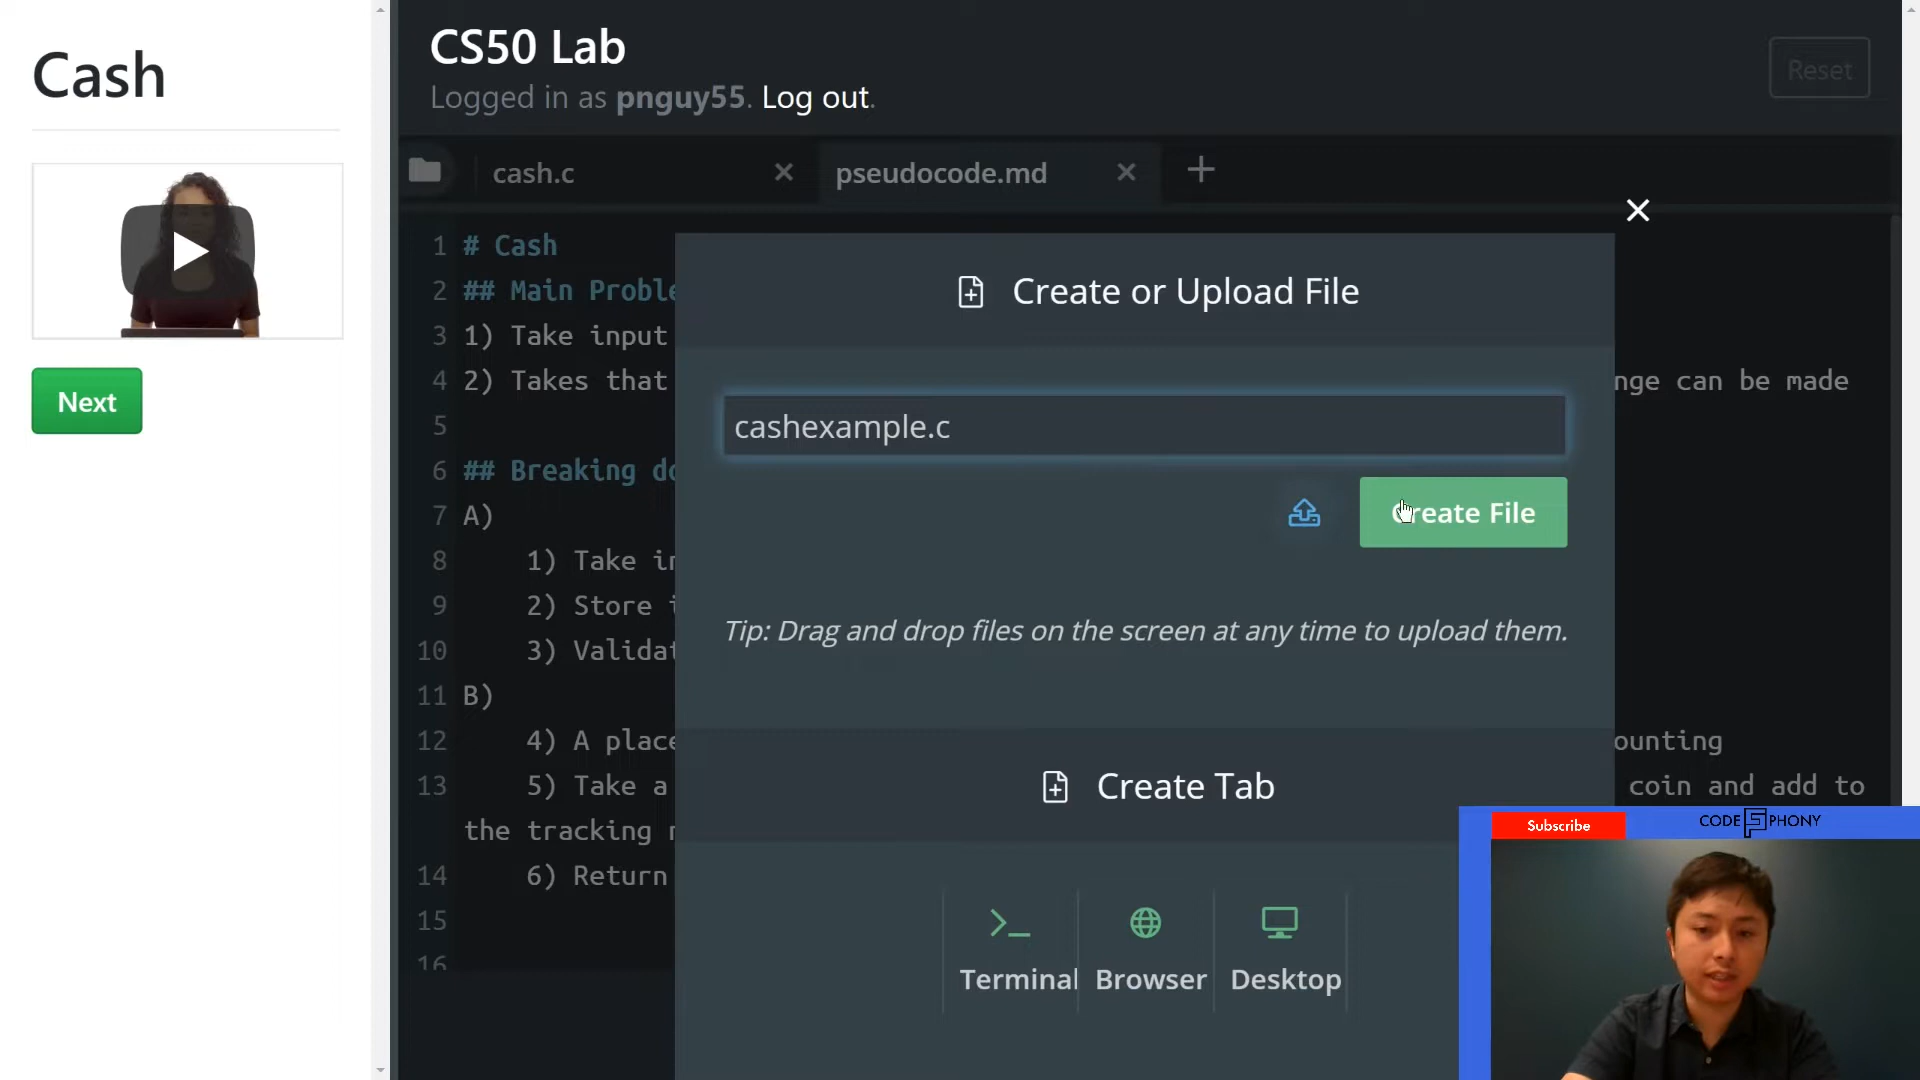 Cash
Next
CS50 Lab
Logged in as pnguy55. Log out.
Reset
cash.c
pseudocode.md
1 # Cash
2 ## Main Proble
3 1) Take input
4 2) Takes that
nge can be made
5
6 ## Breaking do
7 A)
8 1) Take in
9 2) Store i
10 3) Validat
11 B)
12 4) A place
ounting
13 5) Take a
coin and add to
the tracking
14 6) Return
15
16
Create or Upload File
cashexample.c
Create File
Tip: Drag and drop files on the screen at any time to upload them.
Create Tab
Terminal
Browser
Desktop
Subscribe
CODE PHONY